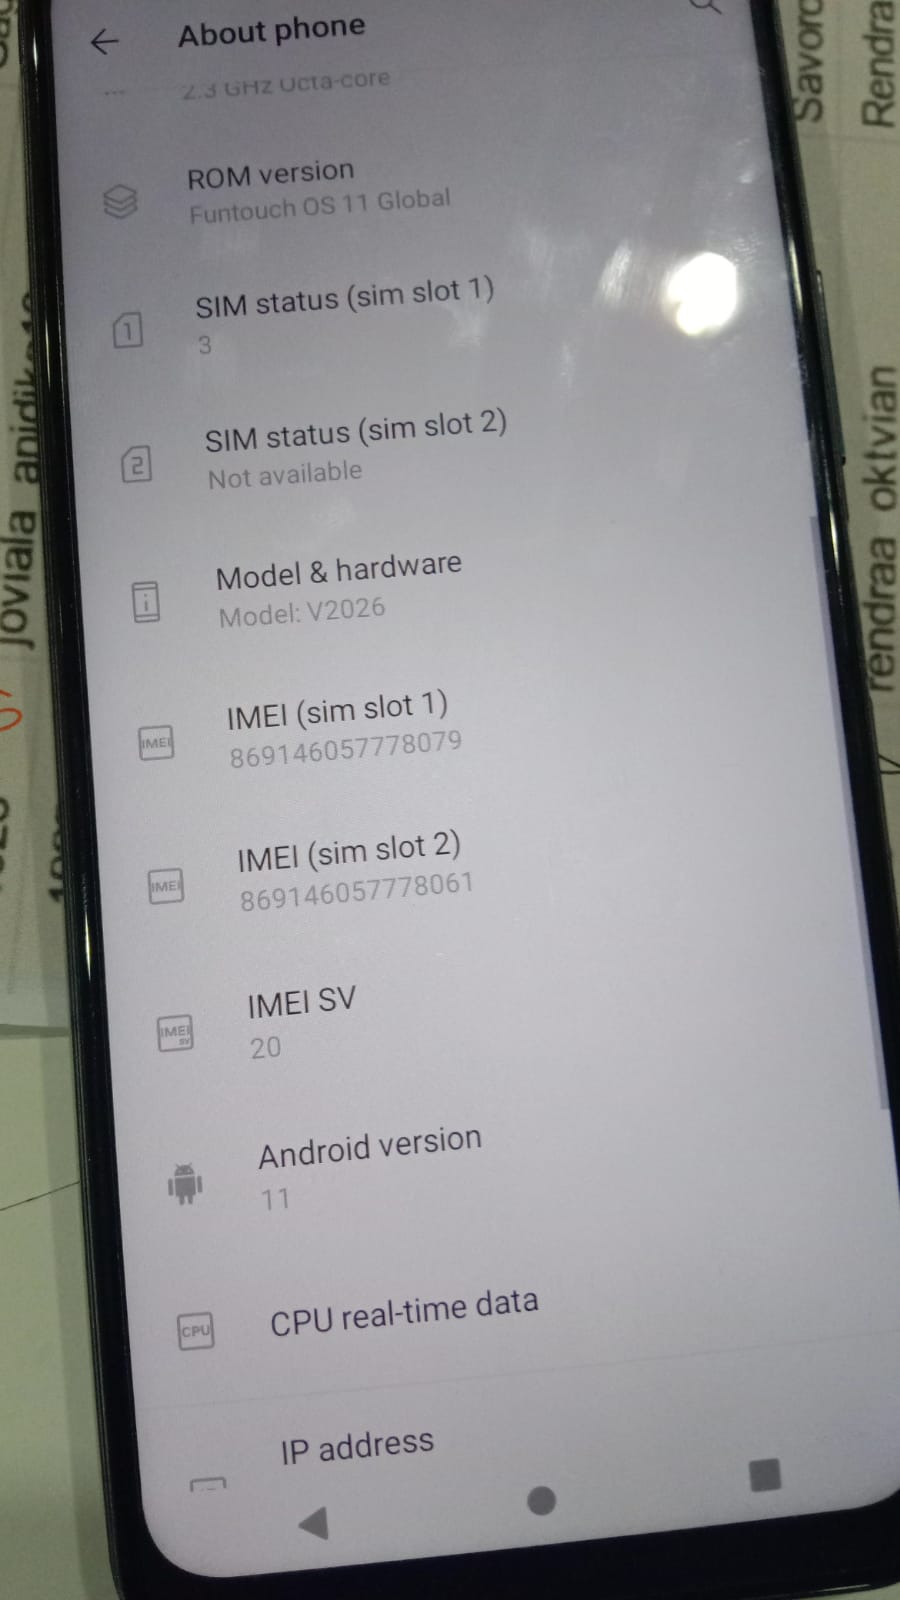 About phone
2.3 GHz Octa-core
ROM version
Funtouch OS 11 Global
SIM status (sim slot 1)
1
3
SIM status (sim slot 2)
2
Not available
Model & hardware
Model: V2026
IMEI (sim slot 1)
IMEI
869146057778079
IMEI (sim slot 2)
IMEI
869146057778061
IMEI SV
IMEI
SV
20
Android version
11
CPU real-time data
CPU
IP address
joviala
Rendra
rendraa oktvian